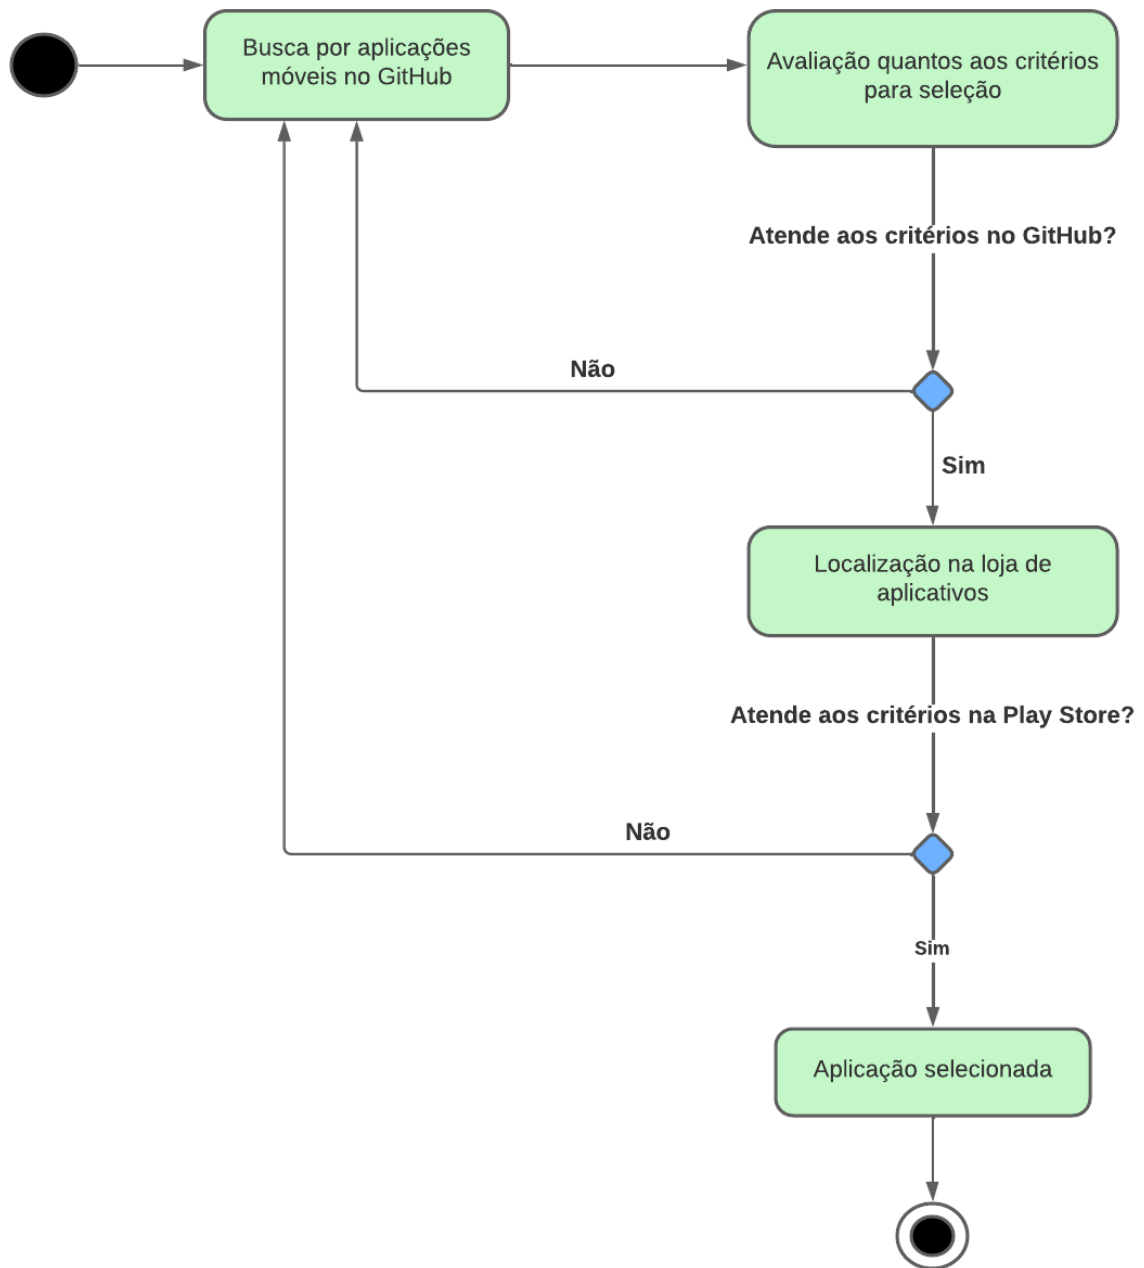 Busca por aplicações
móveis no GitHub
Avaliação quantos aos critérios
para seleção
Atende aos critérios no GitHub?
Não
Sim
Localização na loja de
aplicativos
Atende aos critérios na Play Store?
Não
Sim
Aplicação selecionada